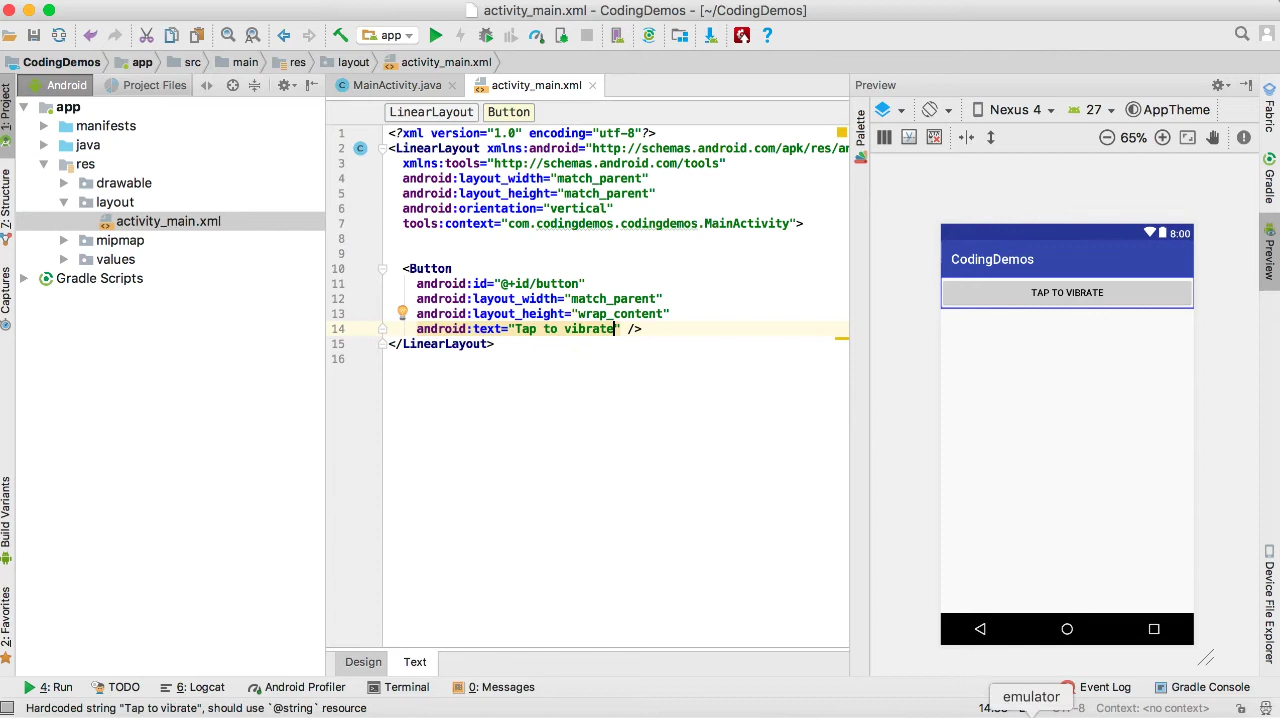 activity_main.xml - CodingDemos - [~/CodingDemos]
app
CodingDemos app src main res layout activity_main.xml
Android Project Files
MainActivity.java activity_main.xml
Preview
1: Project
Z: Structure
Captures
Build Variants
2: Favorites
app
manifests
java
res
drawable
layout
activity_main.xml
mipmap
values
Gradle Scripts
LinearLayout Button
1 <?xml version="1.0" encoding="utf-8"?>
2 <LinearLayout xmlns:android="http://schemas.android.com/apk/res/an
3 xmlns:tools="http://schemas.android.com/tools"
4 android:layout_width="match_parent"
5 android:layout_height="match_parent"
6 android:orientation="vertical"
7 tools:context="com.codingdemos.codingdemos.MainActivity">
8
9
10 <Button
11 android:id="@+id/button"
12 android:layout_width="match_parent"
13 android:layout_height="wrap_content"
14 android:text="Tap to vibrate" />
15 </LinearLayout>
16
Design Text
Palette
Nexus 4 27 AppTheme
65%
8:00
CodingDemos
TAP TO VIBRATE
Fabric
Gradle
Preview
Device File Explorer
4: Run TODO 6: Logcat Android Profiler Terminal 0: Messages
Event Log Gradle Console
emulator
Hardcoded string "Tap to vibrate", should use `@string` resource
Context: <no context>